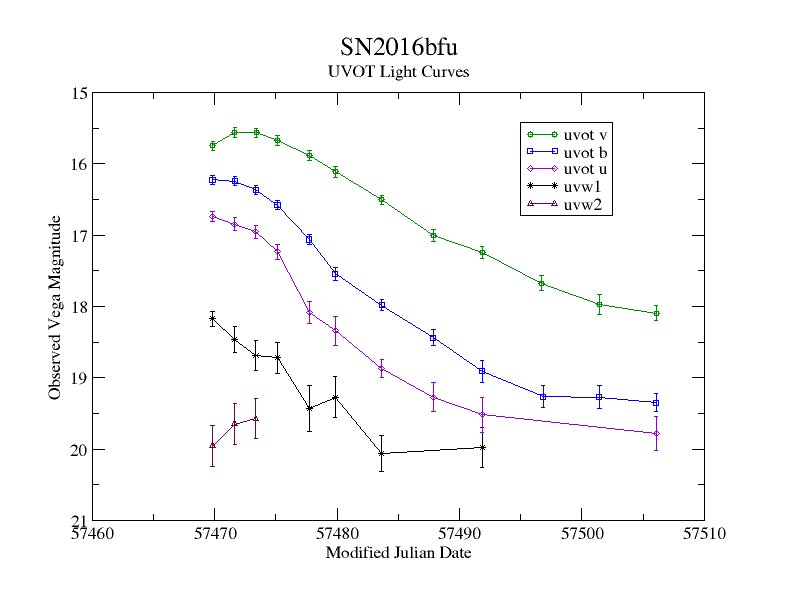 SN2016bfu
UVOT Light Curves
15
16
17
18
19
20
21
Observed Vega Magnitude
uvot v
uvot b
uvot u
uvw1
uvw2
57460 57470 57480 57490 57500 57510
Modified Julian Date